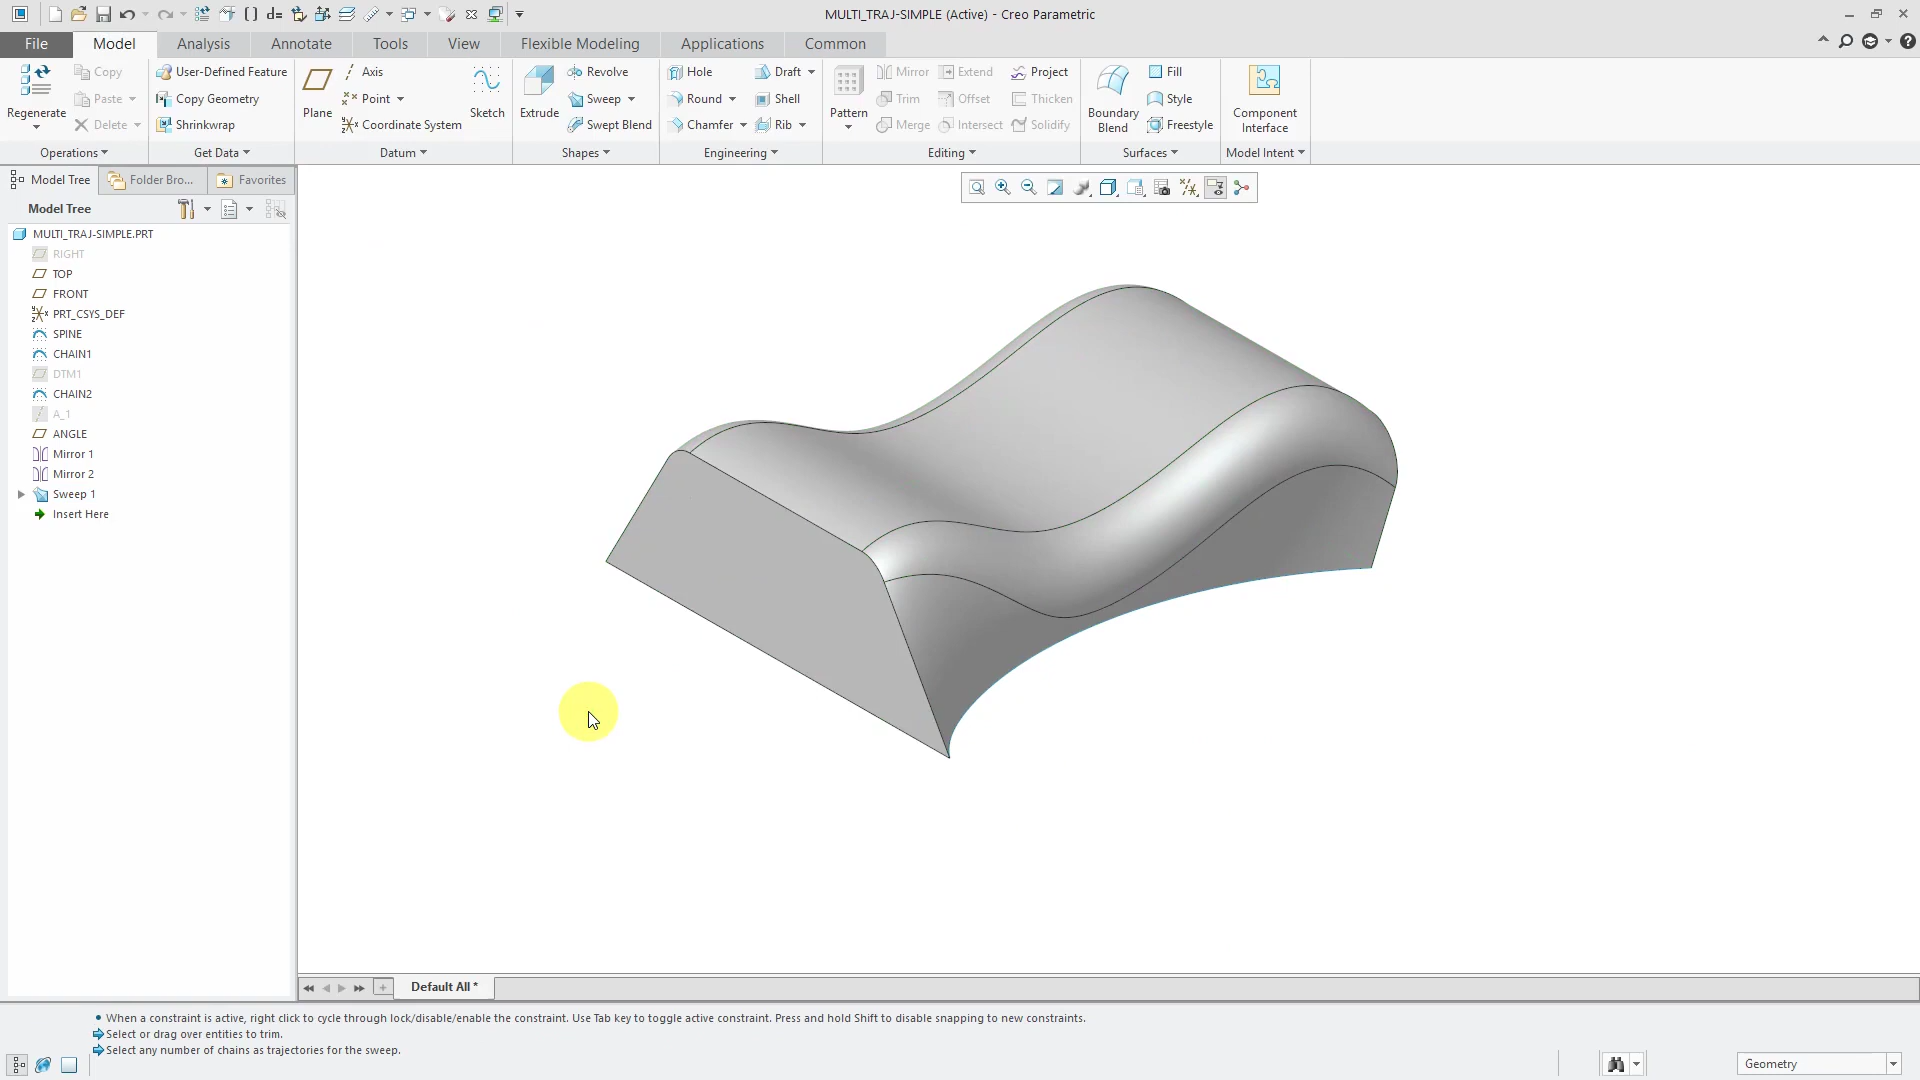 MULTI_TRAJ-SIMPLE (Active) - Creo Parametric
File Model Analysis Annotate Tools View Flexible Modeling Applications Common
Regenerate
Copy
Paste
Delete
Operations
User-Defined Feature
Copy Geometry
Shrinkwrap
Get Data
Plane
Axis
Point
Coordinate System
Sketch
Datum
Extrude
Revolve
Sweep
Swept Blend
Shapes
Hole
Round
Chamfer
Draft
Shell
Rib
Engineering
Pattern
Mirror
Trim
Merge
Extend
Offset
Intersect
Project
Thicken
Solidify
Editing
Boundary
Blend
Fill
Style
Freestyle
Surfaces
Component
Interface
Model Intent
Model Tree Folder Bro... Favorites
Model Tree
MULTI_TRAJ-SIMPLE.PRT
RIGHT
TOP
FRONT
PRT_CSYS_DEF
SPINE
CHAIN1
DTM1
CHAIN2
A_1
ANGLE
Mirror 1
Mirror 2
Sweep 1
Insert Here
Default All *
When a constraint is active, right click to cycle through lock/disable/enable the constraint. Use Tab key to toggle active constraint. Press and hold Shift to disable snapping to new constraints.
Select or drag over entities to trim.
Select any number of chains as trajectories for the sweep.
Geometry